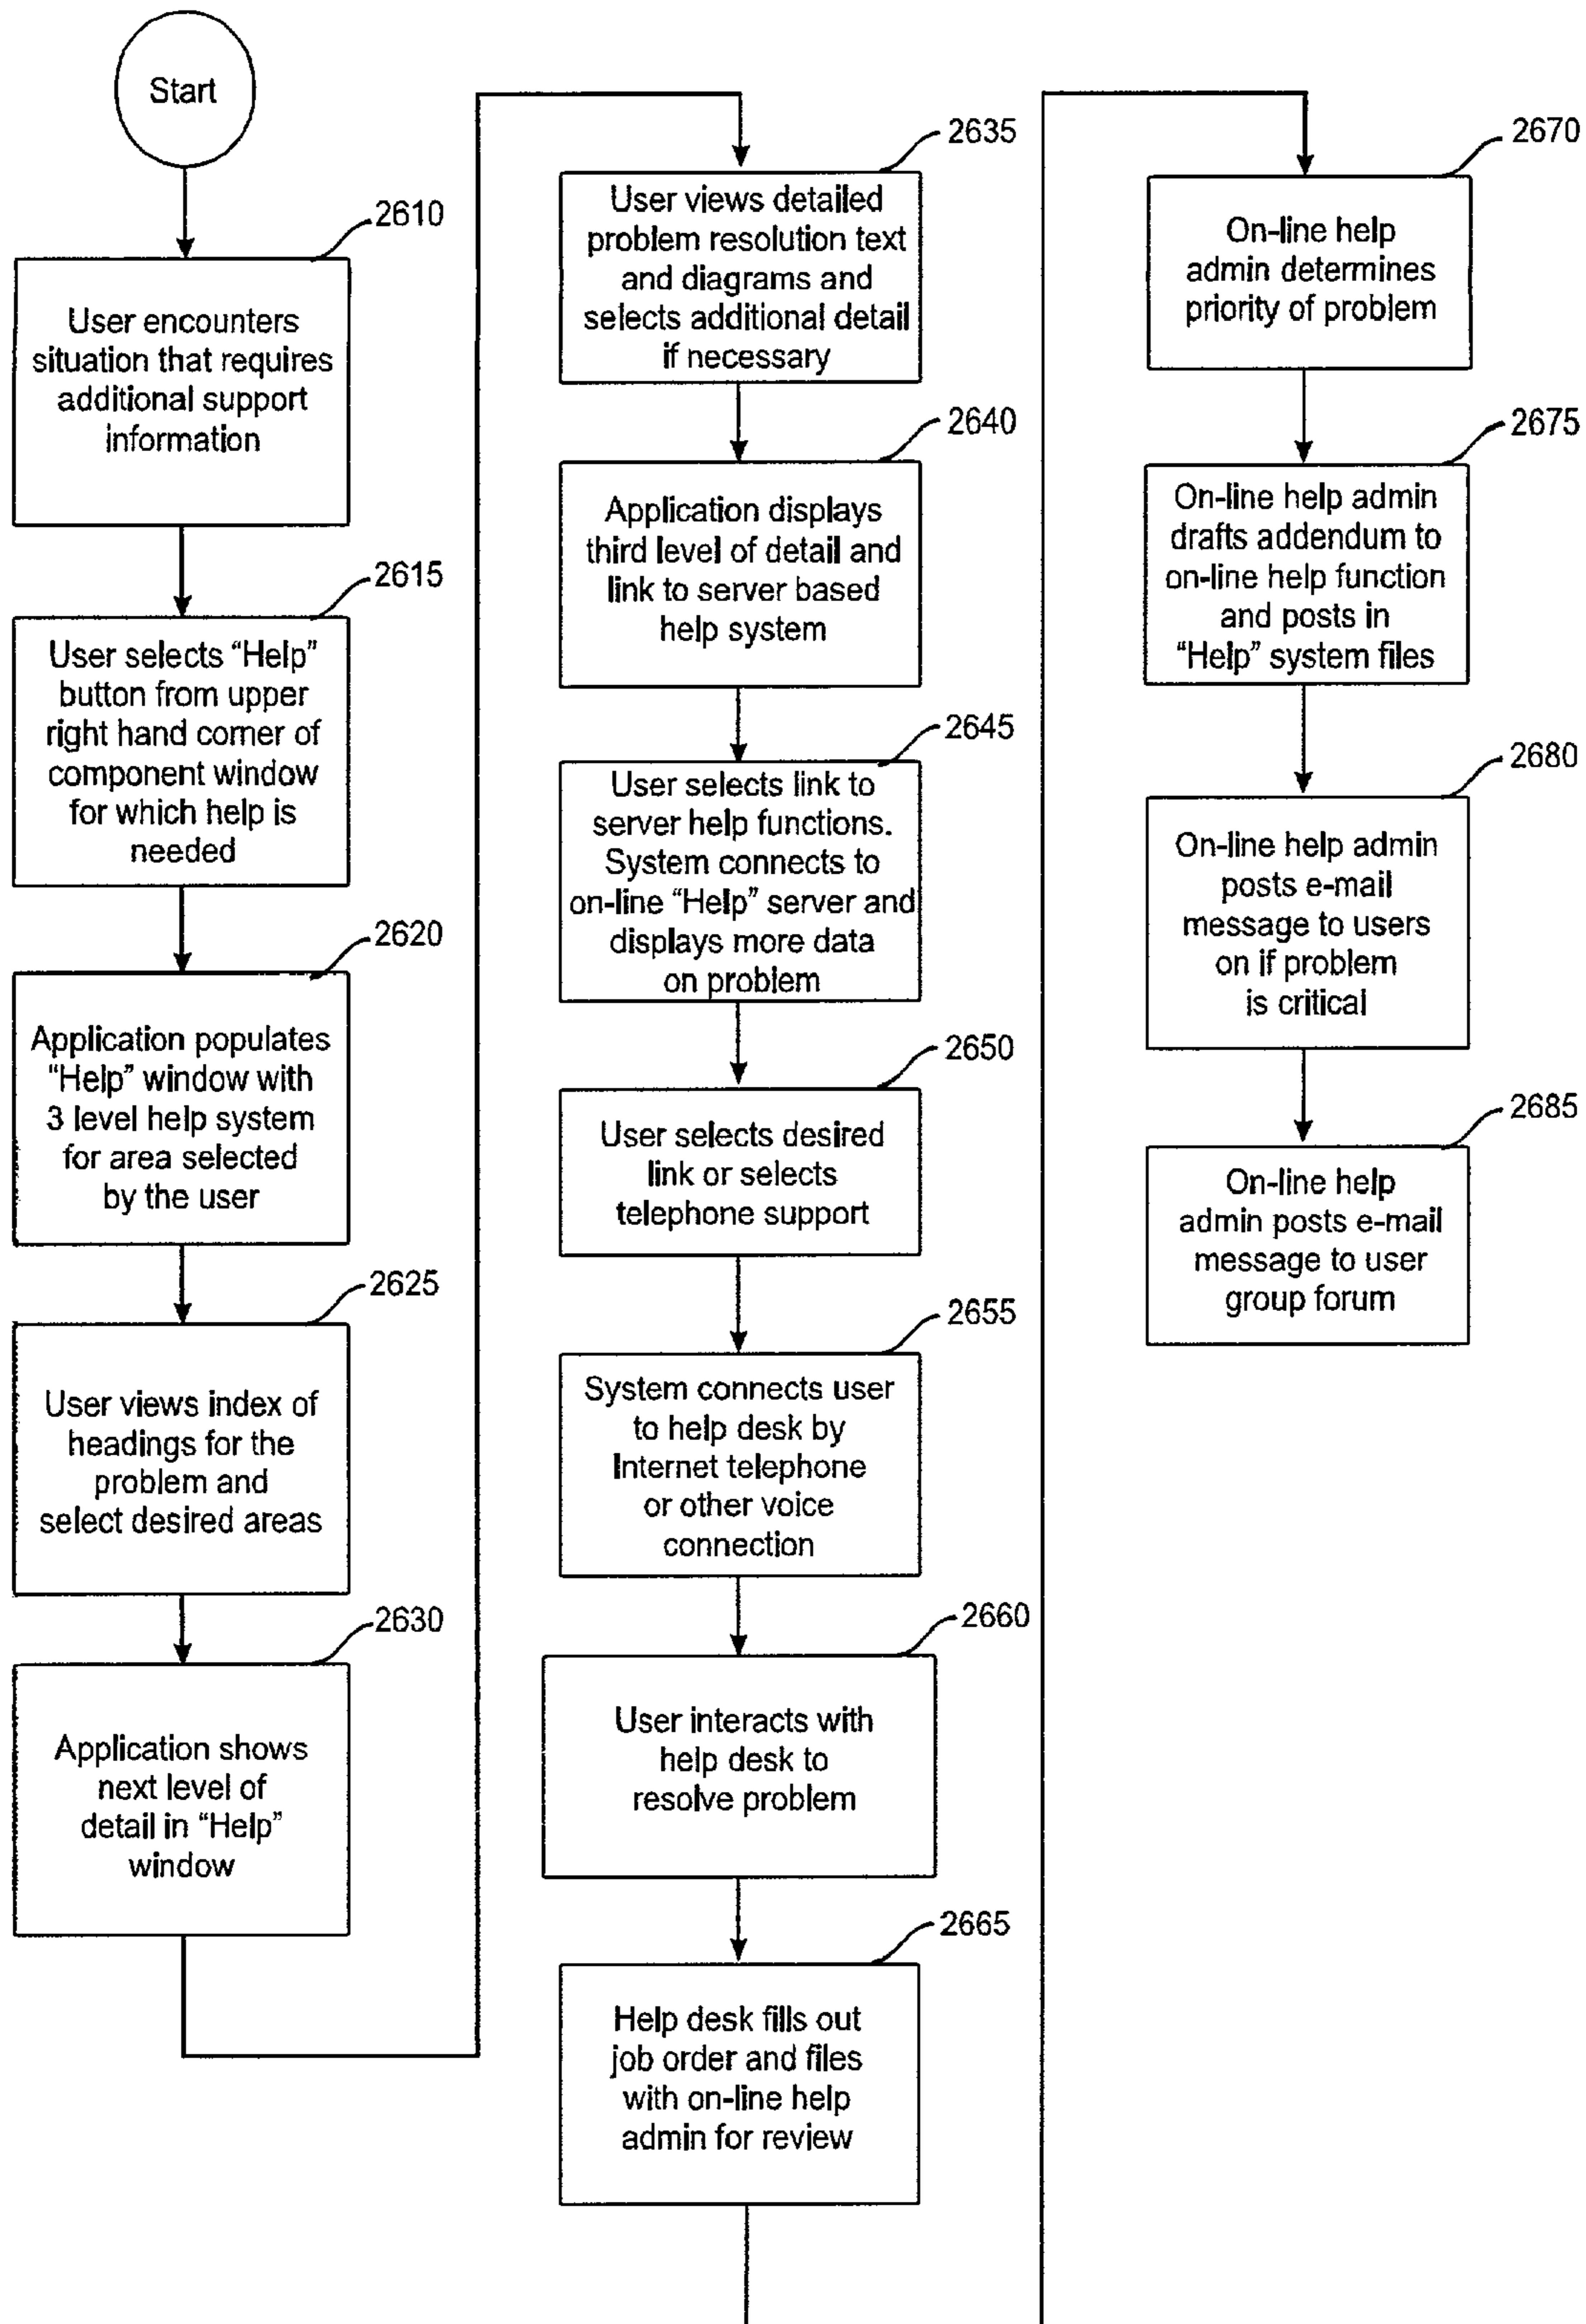 Start
2610
User encounters
situation that requires
additional support
information
2615
User selects “Help”
button from upper
right hand corner of
component window
for which help is
needed
2620
Application populates
“Help” window with
3 level help system
for area selected
by the user
2625
User views index of
headings for the
problem and
select desired areas
2630
Application shows
next level of
detail in “Help”
window
2635
User views detailed
problem resolution text
and diagrams and
selects additional detail
if necessary
2640
Application displays
third level of detail and
link to server based
help system
2645
User selects link to
server help functions.
System connects to
on-line “Help” server and
displays more data
on problem
2650
User selects desired
link or selects
telephone support
2655
System connects user
to help desk by
Internet telephone
or other voice
connection
2660
User interacts with
help desk to
resolve problem
2665
Help desk fills out
job order and files
with on-line help
admin for review
2670
On-line help
admin determines
priority of problem
2675
On-line help admin
drafts addendum to
on-line help function
and posts in
“Help” system files
2680
On-line help admin
posts e-mail
message to users
on if problem
is critical
2685
On-line help
admin posts e-mail
message to user
group forum